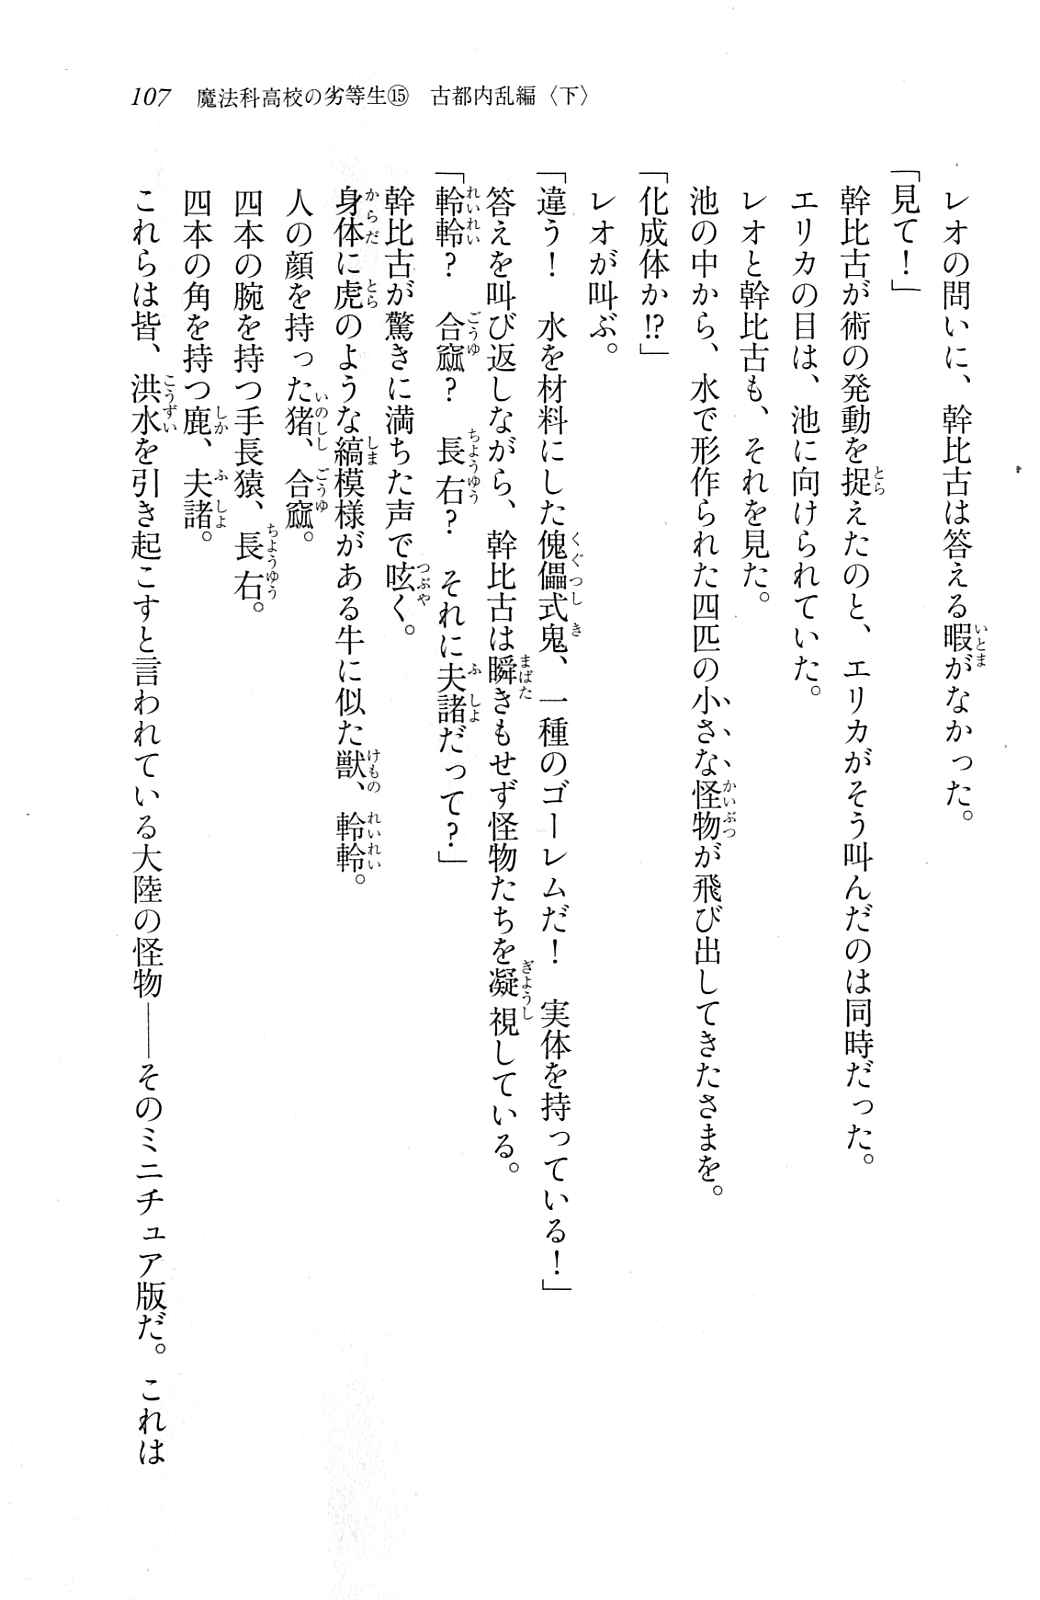 107 魔法科高校の劣等生⑮ 古都内乱編〈下〉
レオの問いに、幹比古は答える暇がなかった。
「見て！」
幹比古が術の発動を捉えたのと、エリカがそう叫んだのは同時だった。
エリカの目は、池に向けられていた。
レオと幹比古も、それを見た。
池の中から、水で形作られた四匹の小さな怪物が飛び出してきたさまを。
「化成体か!?」
レオが叫ぶ。
「違う！　水を材料にした傀儡式鬼、一種のゴーレムだ！　実体を持っている！」
答えを叫び返しながら、幹比古は瞬きもせず怪物たちを凝視している。
「軨軨？　合窳？　長右？　それに夫諸だって？」
幹比古が驚きに満ちた声で呟く。
身体に虎のような縞模様がある牛に似た獣、軨軨。
人の顔を持った猪、合窳。
四本の腕を持つ手長猿、長右。
四本の角を持つ鹿、夫諸。
これらは皆、洪水を引き起こすと言われている大陸の怪物――そのミニチュア版だ。これは